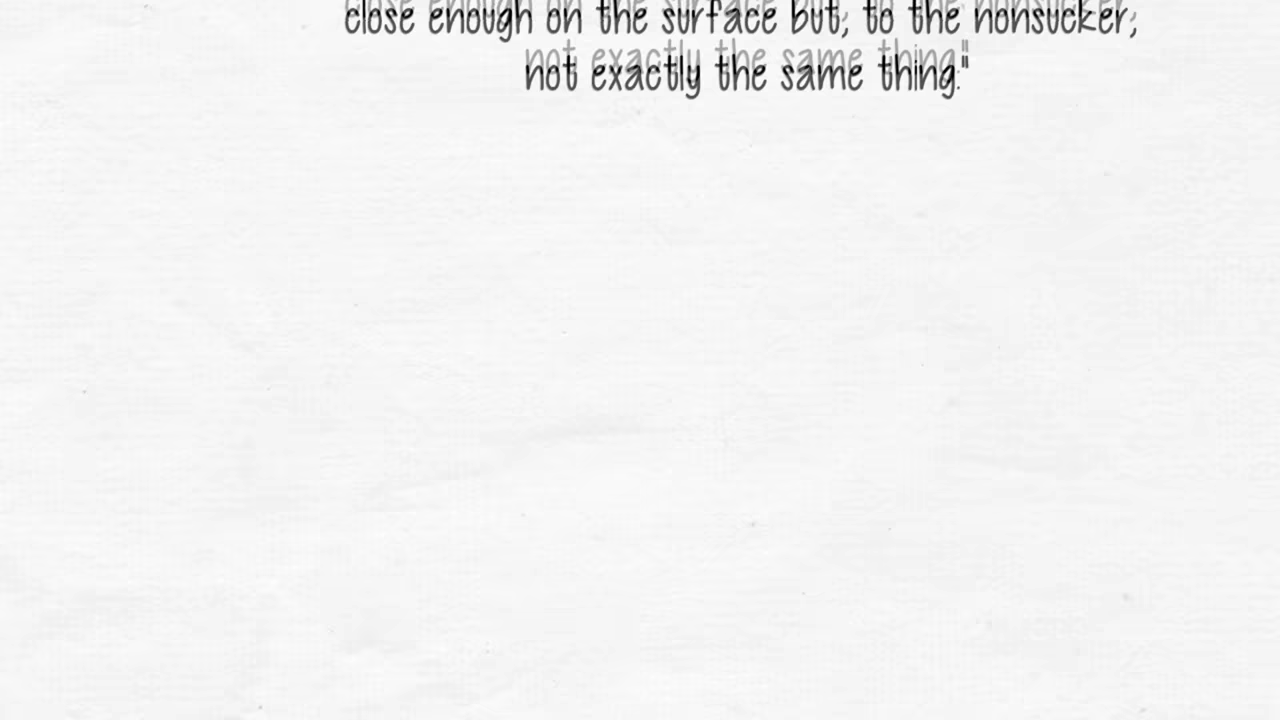 close enough on the surface but, to the nonsucker,
not exactly the same thing."